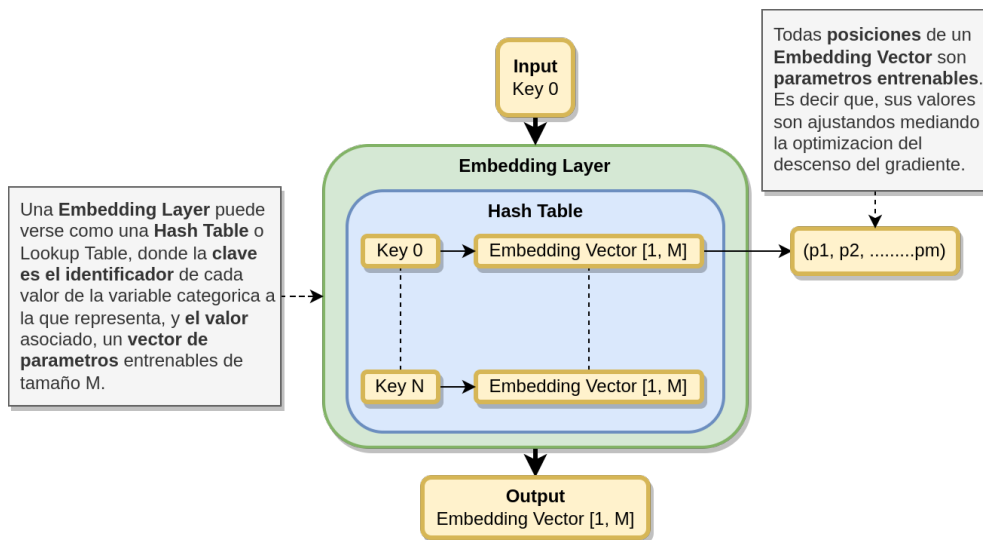 Input
Key 0
Todas posiciones de un
Embedding Vector son
parametros entrenables.
Es decir que, sus valores
son ajustandos mediando
la optimizacion del
descenso del gradiente.
Embedding Layer
Hash Table
Una Embedding Layer puede
verse como una Hash Table o
Lookup Table, donde la clave
es el identificador de cada
valor de la variable categorica a
la que representa, y el valor
asociado, un vector de
parametros entrenables de
tamaño M.
Key 0
Embedding Vector [1, M]
(p1, p2, .........pm)
Key N
Embedding Vector [1, M]
Output
Embedding Vector [1, M]